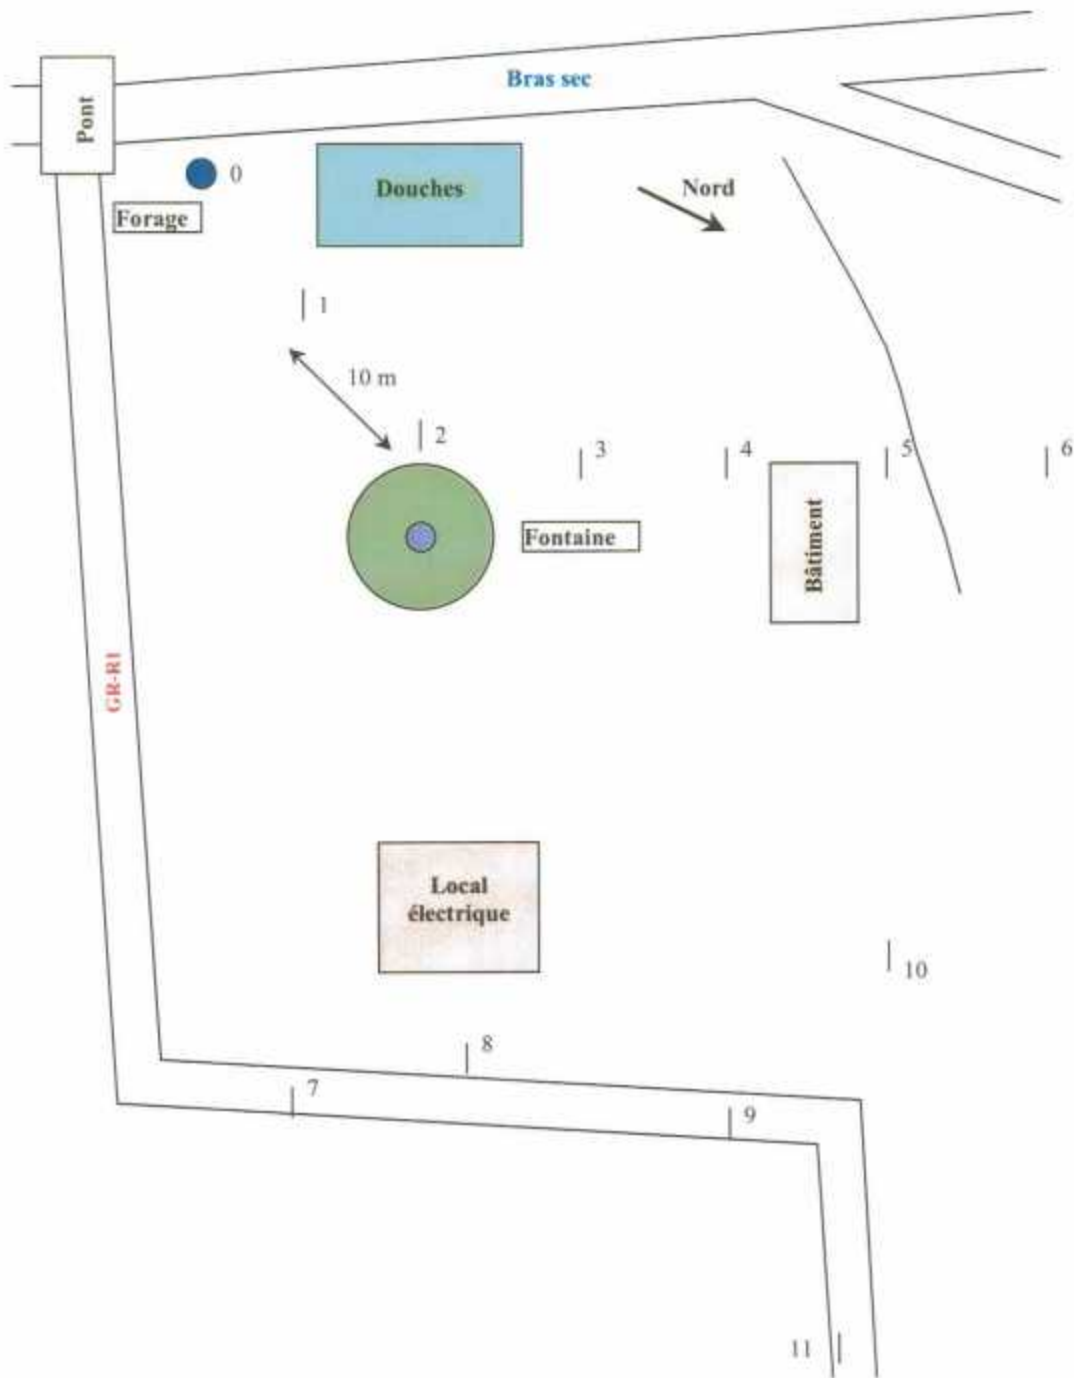 Bras sec
Pont
0
Douches
Nord
Forage
1
10 m
2
3
4
5
6
Fontaine
Bâtiment
GR-R1
Local
électrique
10
8
7
9
11